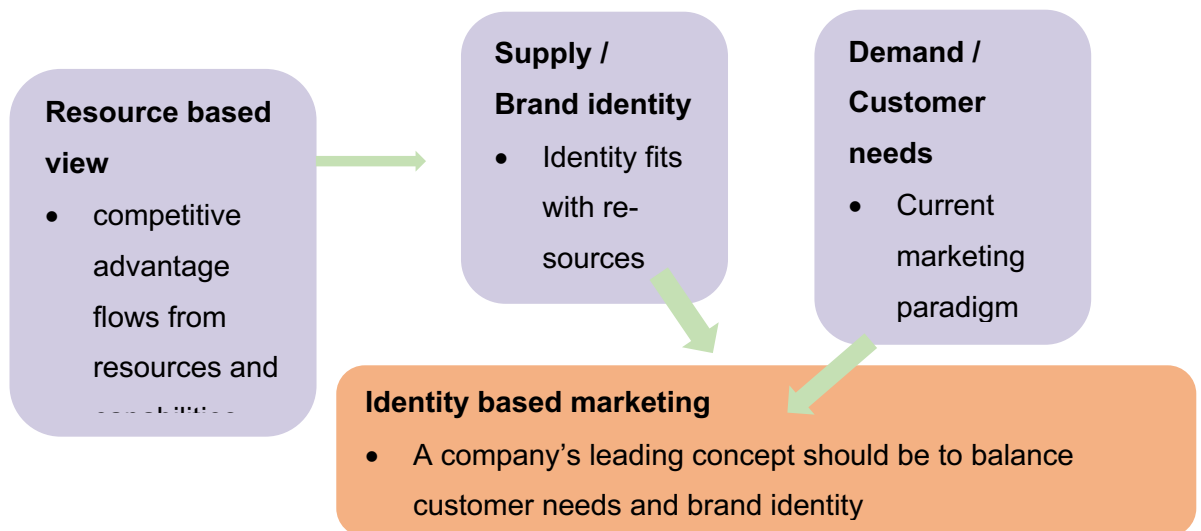 Resource based
view
• competitive
advantage
flows from
resources and
Supply /
Brand identity
• Identity fits
with re-
sources
Demand /
Customer
needs
• Current
marketing
paradigm
Identity based marketing
• A company’s leading concept should be to balance
customer needs and brand identity